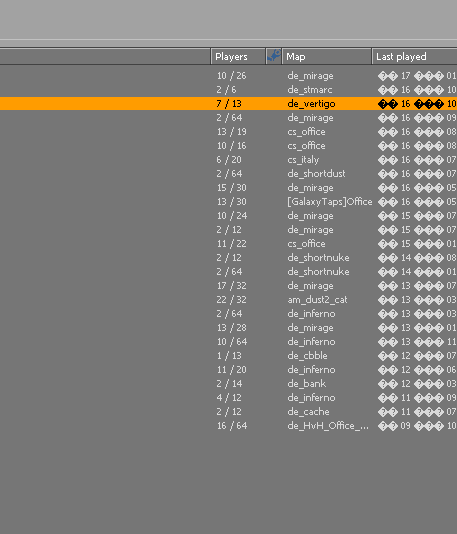 Players Map Last played
10 / 26 de_mirage �� 17 ��� 01
2 / 6 de_stmarc �� 16 ��� 10
7 / 13 de_vertigo �� 16 ��� 10
2 / 64 de_mirage �� 16 ��� 09
13 / 19 cs_office �� 16 ��� 08
10 / 16 cs_office �� 16 ��� 08
6 / 20 cs_italy �� 16 ��� 07
2 / 64 de_shortdust �� 16 ��� 07
15 / 30 de_mirage �� 16 ��� 05
13 / 30 [GalaxyTaps]Office �� 16 ��� 05
10 / 24 de_mirage �� 15 ��� 07
2 / 12 de_mirage �� 15 ��� 07
11 / 22 cs_office �� 15 ��� 01
2 / 12 de_shortnuke �� 14 ��� 08
2 / 64 de_shortnuke �� 14 ��� 01
17 / 32 de_mirage �� 13 ��� 07
22 / 32 am_dust2_cat �� 13 ��� 03
2 / 64 de_inferno �� 13 ��� 03
13 / 28 de_mirage �� 13 ��� 01
10 / 64 de_inferno �� 13 ��� 11
1 / 13 de_cbble �� 12 ��� 07
11 / 20 de_inferno �� 12 ��� 06
2 / 14 de_bank �� 12 ��� 03
4 / 12 de_inferno �� 11 ��� 09
2 / 12 de_cache �� 11 ��� 07
16 / 64 de_HvH_Office_... �� 09 ��� 10